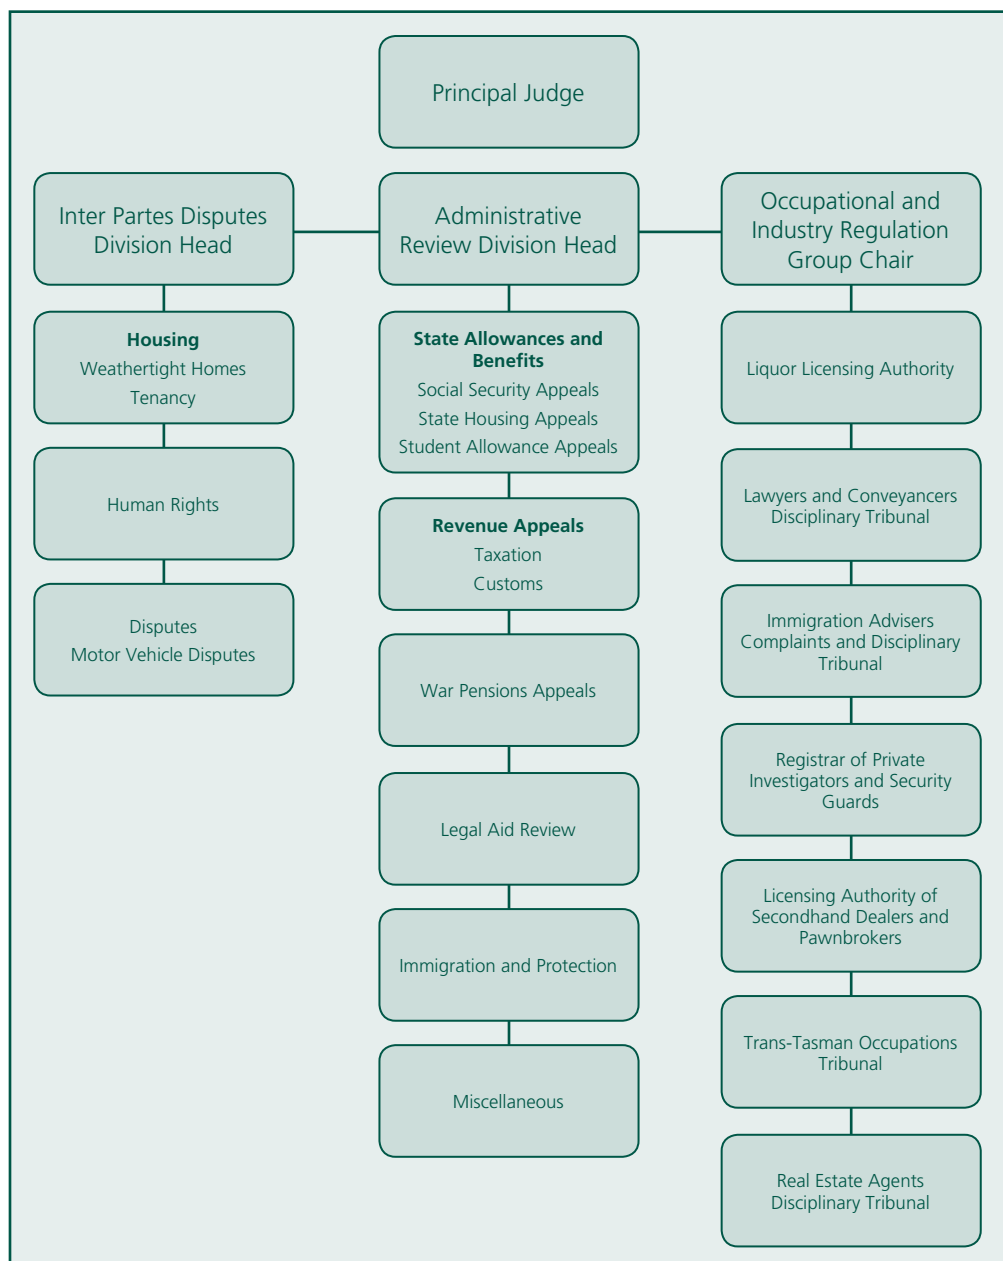 Principal Judge
Inter Partes Disputes
Division Head
Administrative
Review Division Head
Occupational and
Industry Regulation
Group Chair
Housing
Weathertight Homes
Tenancy
Human Rights
Disputes
Motor Vehicle Disputes
State Allowances and
Benefits
Social Security Appeals
State Housing Appeals
Student Allowance Appeals
Revenue Appeals
Taxation
Customs
War Pensions Appeals
Legal Aid Review
Immigration and Protection
Miscellaneous
Liquor Licensing Authority
Lawyers and Conveyancers
Disciplinary Tribunal
Immigration Advisers
Complaints and Disciplinary
Tribunal
Registrar of Private
Investigators and Security
Guards
Licensing Authority of
Secondhand Dealers and
Pawnbrokers
Trans-Tasman Occupations
Tribunal
Real Estate Agents
Disciplinary Tribunal